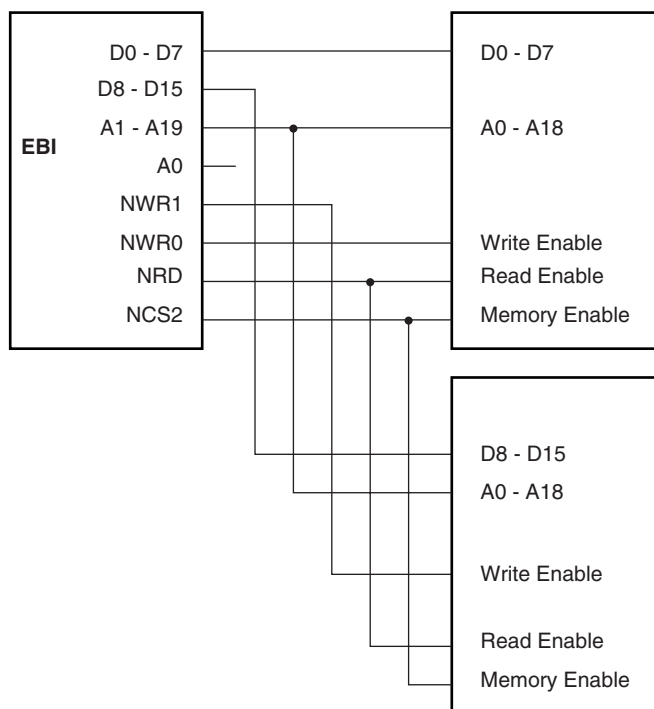 EBI
D0 - D7
D8 - D15
A1 - A19
A0
NWR1
NWR0
NRD
NCS2
D0 - D7
A0 - A18
Write Enable
Read Enable
Memory Enable
D8 - D15
A0 - A18
Write Enable
Read Enable
Memory Enable